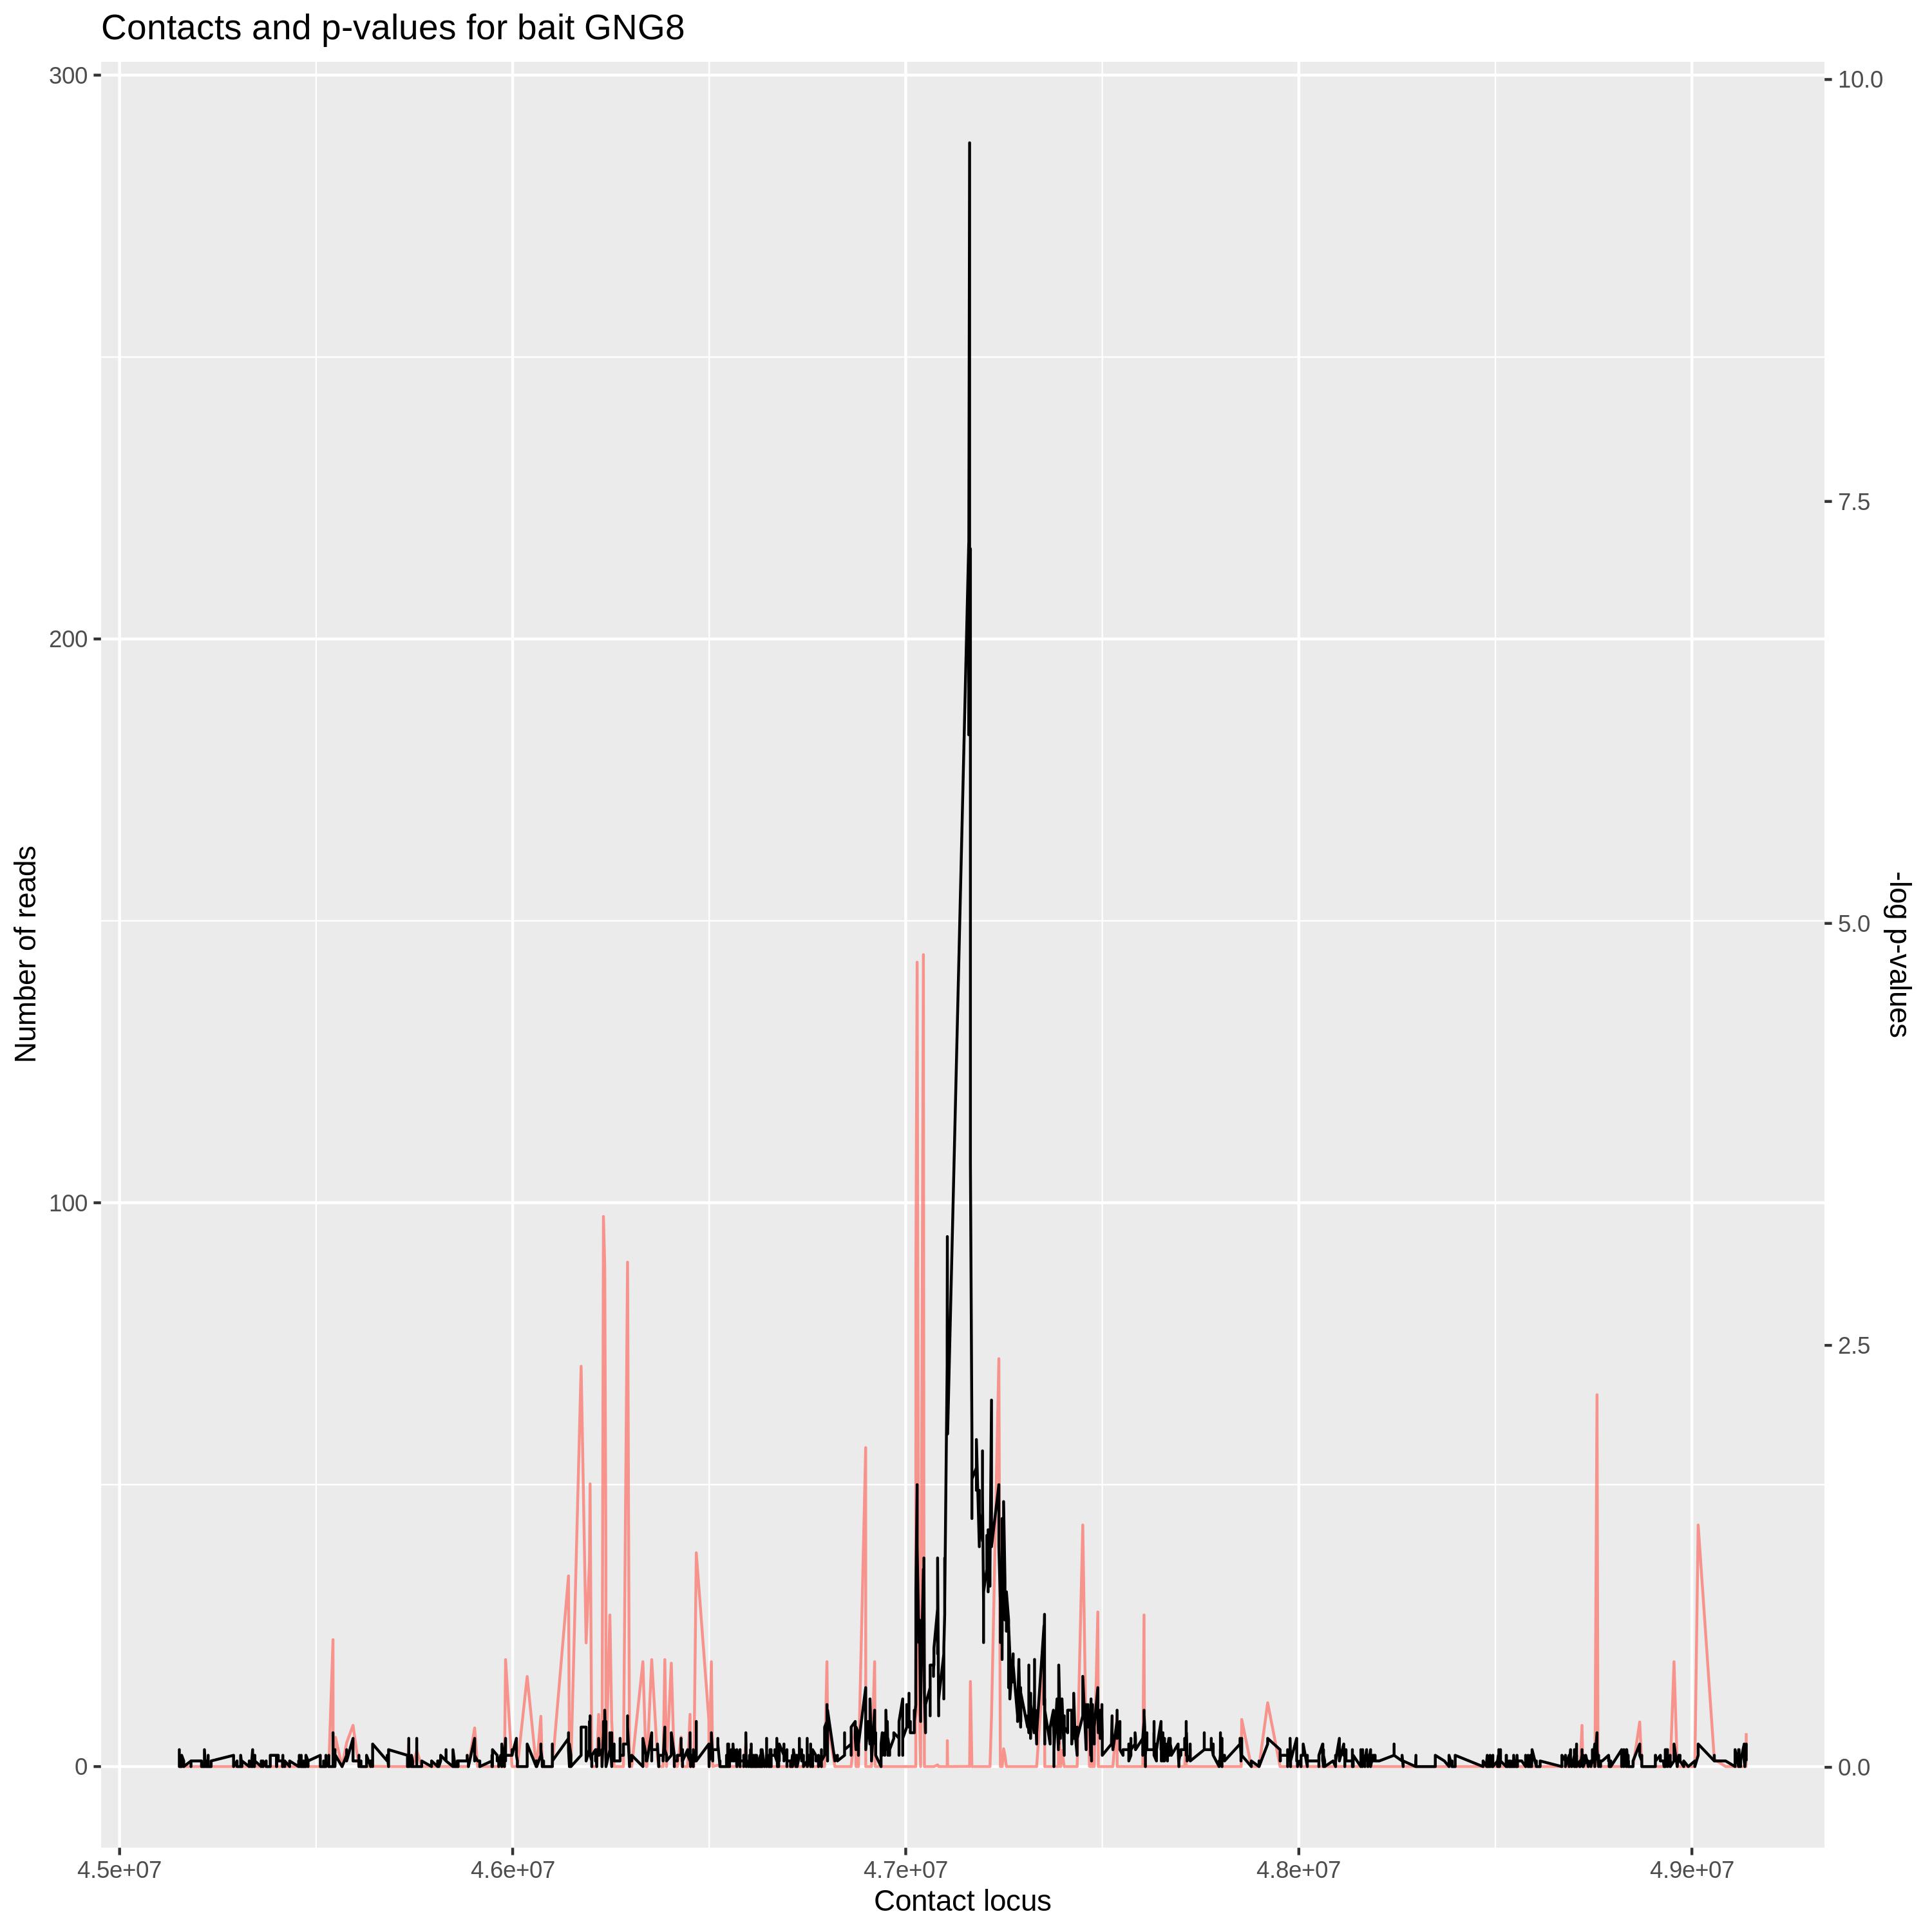 Contacts and p-values for bait GNG8
300
200
100
0
Number of reads
10.0
7.5
5.0
2.5
0.0
-log p-values
4.5e+07
4.6e+07
4.7e+07
4.8e+07
4.9e+07
Contact locus